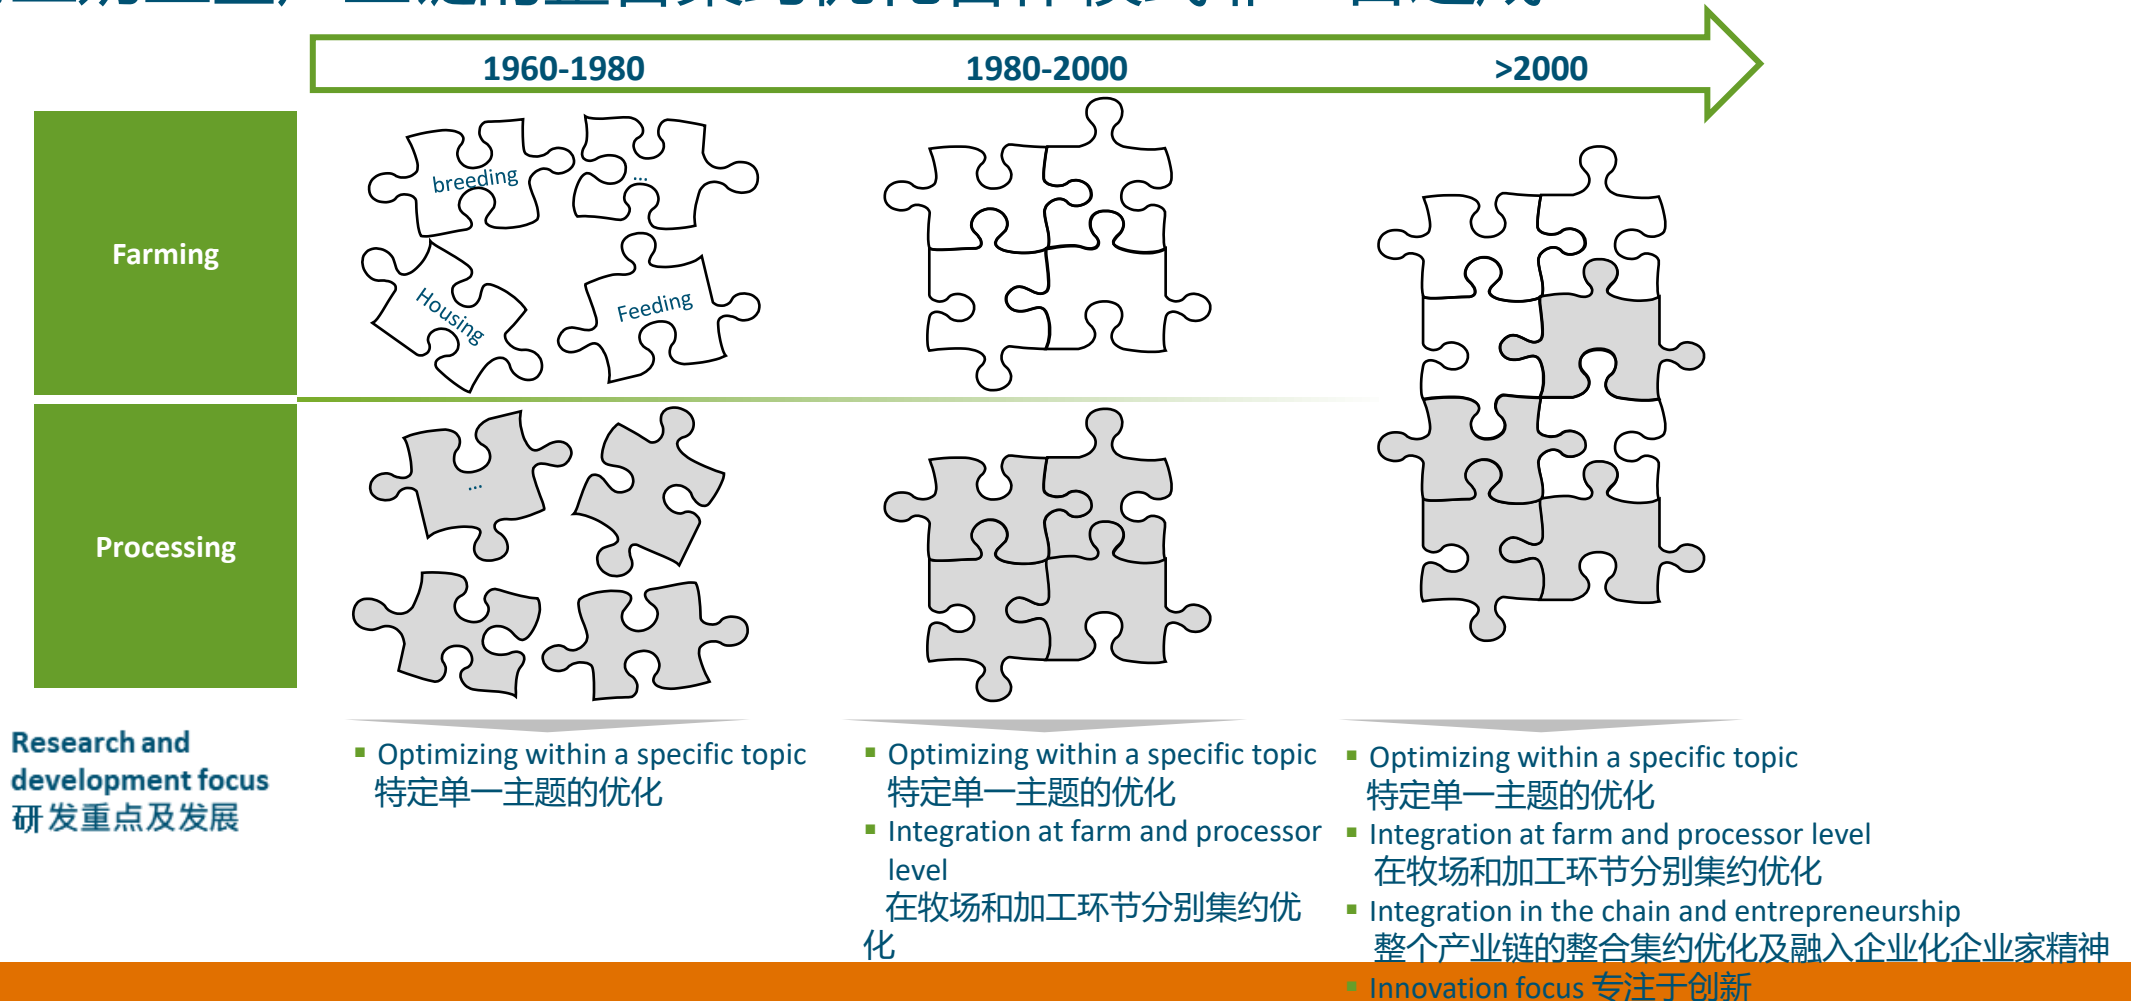 1960-1980
1980-2000
>2000
Farming
breeding
...
Housing
Feeding
Processing
...
Research and
development focus
研发重点及发展
Optimizing within a specific topic
特定单一主题的优化
Optimizing within a specific topic
特定单一主题的优化
Integration at farm and processor
level
在牧场和加工环节分别集约优
化
Optimizing within a specific topic
特定单一主题的优化
Integration at farm and processor level
在牧场和加工环节分别集约优化
Integration in the chain and entrepreneurship
整个产业链的整合集约优化及融入企业化企业家精神
Innovation focus 专注于创新